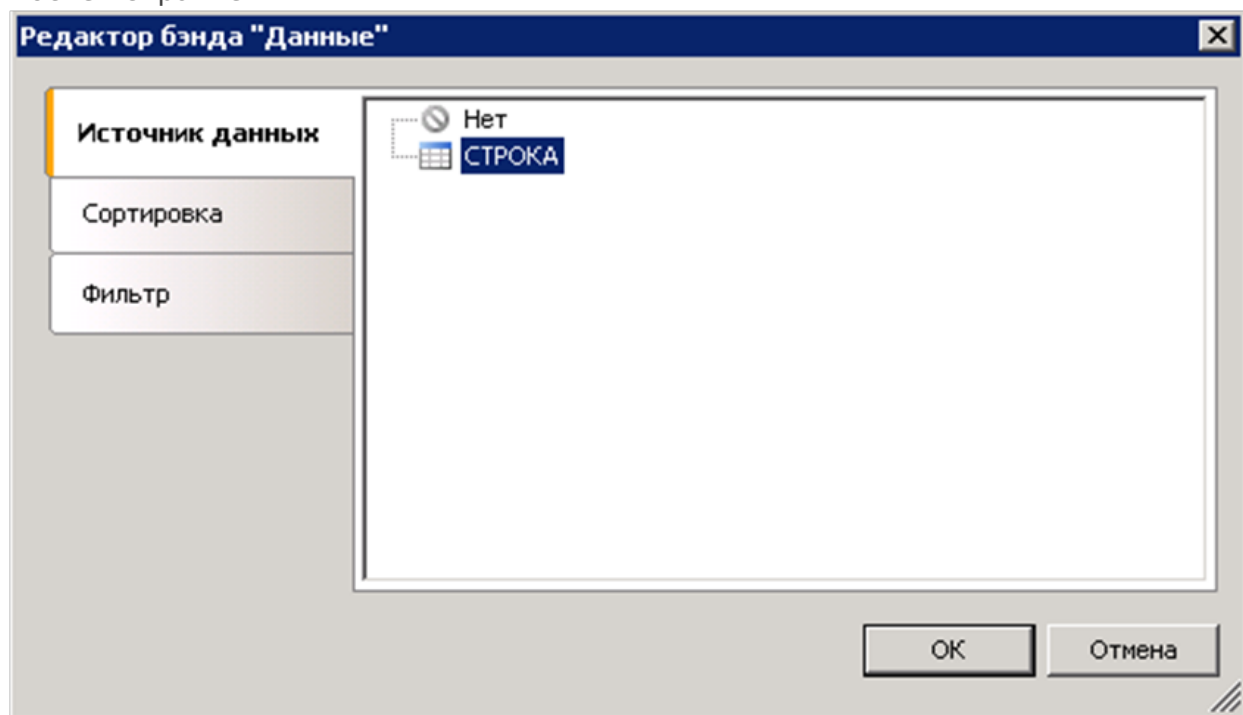 Редактор бэнда "Данные"
Источник данных
Сортировка
Фильтр
Нет
СТРОКА
ОК
Отмена